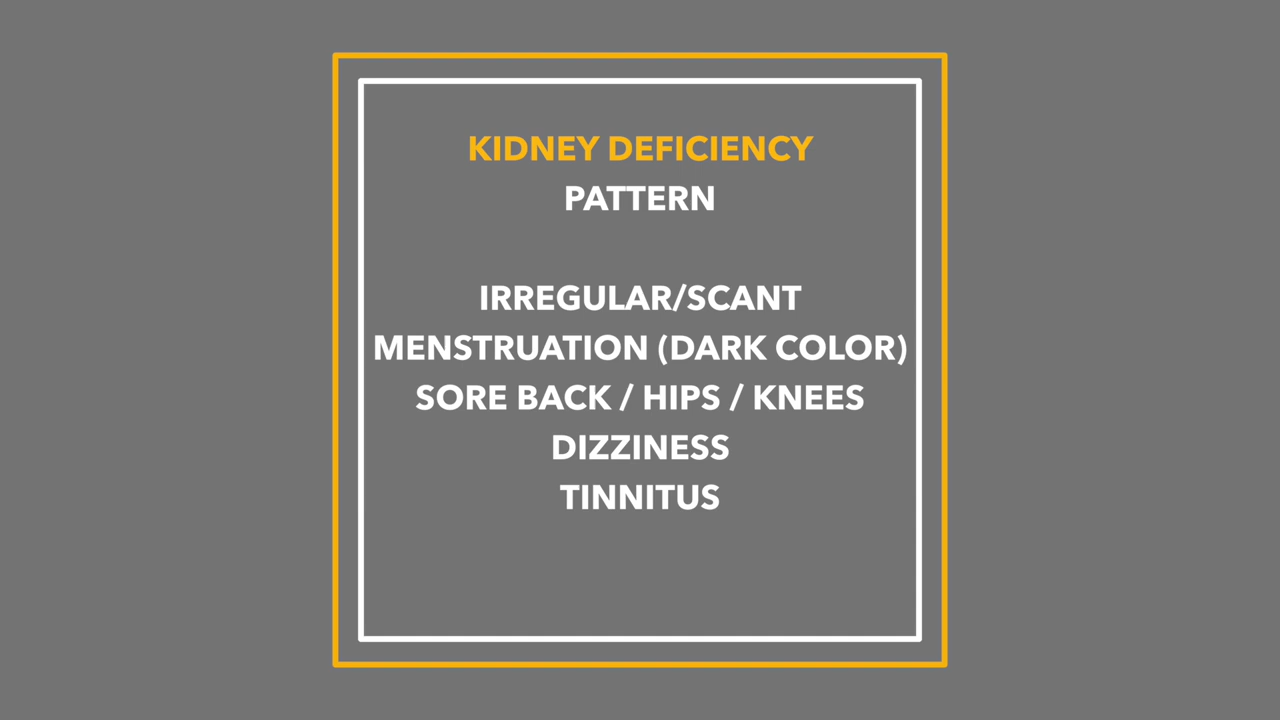 KIDNEY DEFICIENCY
PATTERN
IRREGULAR/SCANT
MENSTRUATION (DARK COLOR)
SORE BACK / HIPS / KNEES
DIZZINESS
TINNITUS